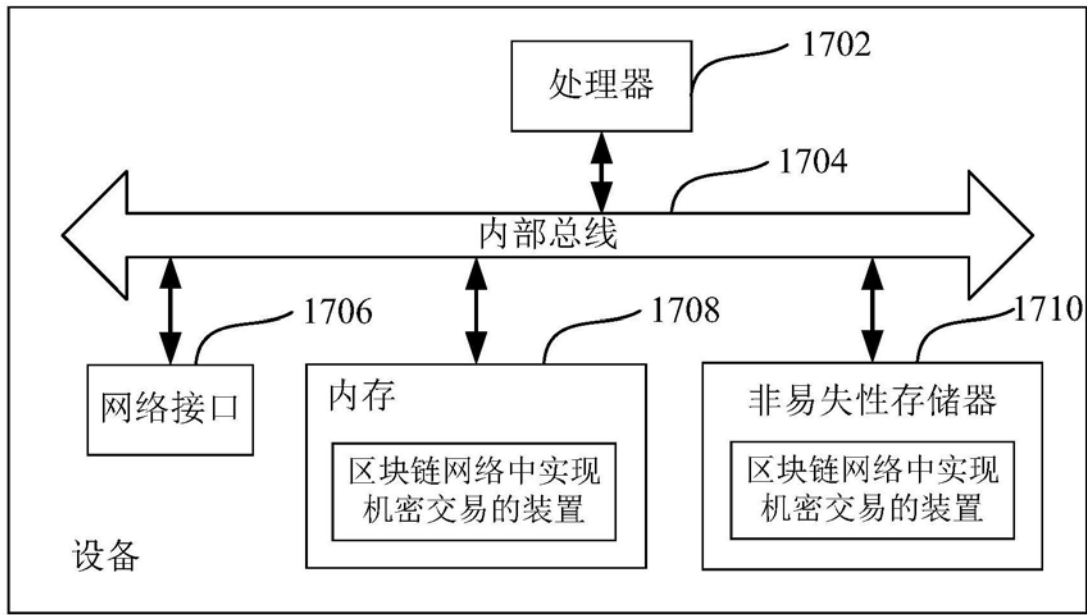 1702
处理器
1704
内部总线
1706
1708
1710
网络接口
内存
非易失性存储器
区块链网络中实现
机密交易的装置
区块链网络中实现
机密交易的装置
设备